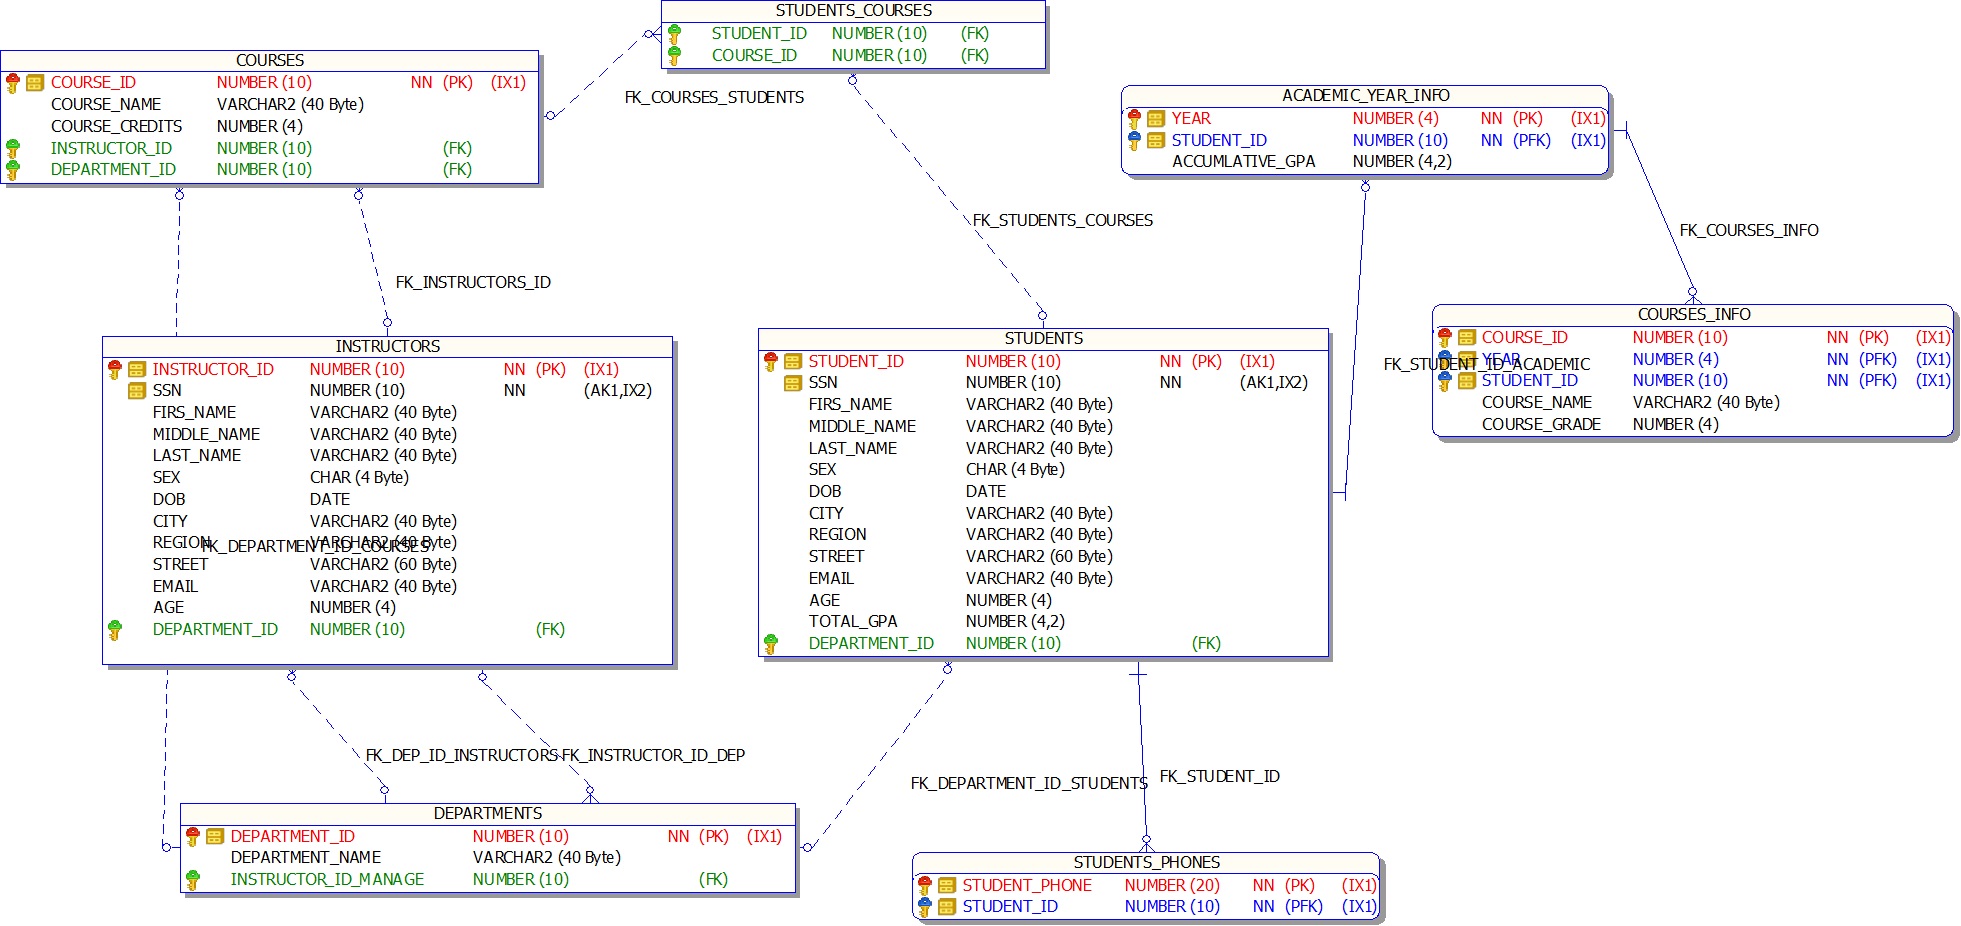 STUDENTS_COURSES
STUDENT_ID NUMBER (10) (FK)
COURSE_ID NUMBER (10) (FK)
COURSES
COURSE_ID NUMBER (10) NN (PK) (IX1)
COURSE_NAME VARCHAR2 (40 Byte)
COURSE_CREDITS NUMBER (4)
INSTRUCTOR_ID NUMBER (10) (FK)
DEPARTMENT_ID NUMBER (10) (FK)
FK_COURSES_STUDENTS
ACADEMIC_YEAR_INFO
YEAR NUMBER (4) NN (PK) (IX1)
STUDENT_ID NUMBER (10) NN (PFK) (IX1)
ACCUMLATIVE_GPA NUMBER (4,2)
FK_STUDENTS_COURSES
FK_COURSES_INFO
FK_INSTRUCTORS_ID
COURSES_INFO
COURSE_ID NUMBER (10) NN (PK) (IX1)
YEAR NUMBER (4) NN (PFK) (IX1)
FK_STUDENT_ID_ACADEMIC
STUDENT_ID NUMBER (10) NN (PFK) (IX1)
COURSE_NAME VARCHAR2 (40 Byte)
COURSE_GRADE NUMBER (4)
INSTRUCTORS
INSTRUCTOR_ID NUMBER (10) NN (PK) (IX1)
SSN NUMBER (10) NN (AK1,IX2)
FIRS_NAME VARCHAR2 (40 Byte)
MIDDLE_NAME VARCHAR2 (40 Byte)
LAST_NAME VARCHAR2 (40 Byte)
SEX CHAR (4 Byte)
DOB DATE
CITY VARCHAR2 (40 Byte)
REGION VARCHAR2 (40 Byte)
FK_DEPARTMENT_ID_COURSES
STREET VARCHAR2 (60 Byte)
EMAIL VARCHAR2 (40 Byte)
AGE NUMBER (4)
DEPARTMENT_ID NUMBER (10) (FK)
STUDENTS
STUDENT_ID NUMBER (10) NN (PK) (IX1)
SSN NUMBER (10) NN (AK1,IX2)
FIRS_NAME VARCHAR2 (40 Byte)
MIDDLE_NAME VARCHAR2 (40 Byte)
LAST_NAME VARCHAR2 (40 Byte)
SEX CHAR (4 Byte)
DOB DATE
CITY VARCHAR2 (40 Byte)
REGION VARCHAR2 (40 Byte)
STREET VARCHAR2 (60 Byte)
EMAIL VARCHAR2 (40 Byte)
AGE NUMBER (4)
TOTAL_GPA NUMBER (4,2)
DEPARTMENT_ID NUMBER (10) (FK)
FK_DEP_ID_INSTRUCTORS
FK_INSTRUCTOR_ID_DEP
FK_DEPARTMENT_ID_STUDENTS
FK_STUDENT_ID
DEPARTMENTS
DEPARTMENT_ID NUMBER (10) NN (PK) (IX1)
DEPARTMENT_NAME VARCHAR2 (40 Byte)
INSTRUCTOR_ID_MANAGE NUMBER (10) (FK)
STUDENTS_PHONES
STUDENT_PHONE NUMBER (20) NN (PK) (IX1)
STUDENT_ID NUMBER (10) NN (PFK) (IX1)